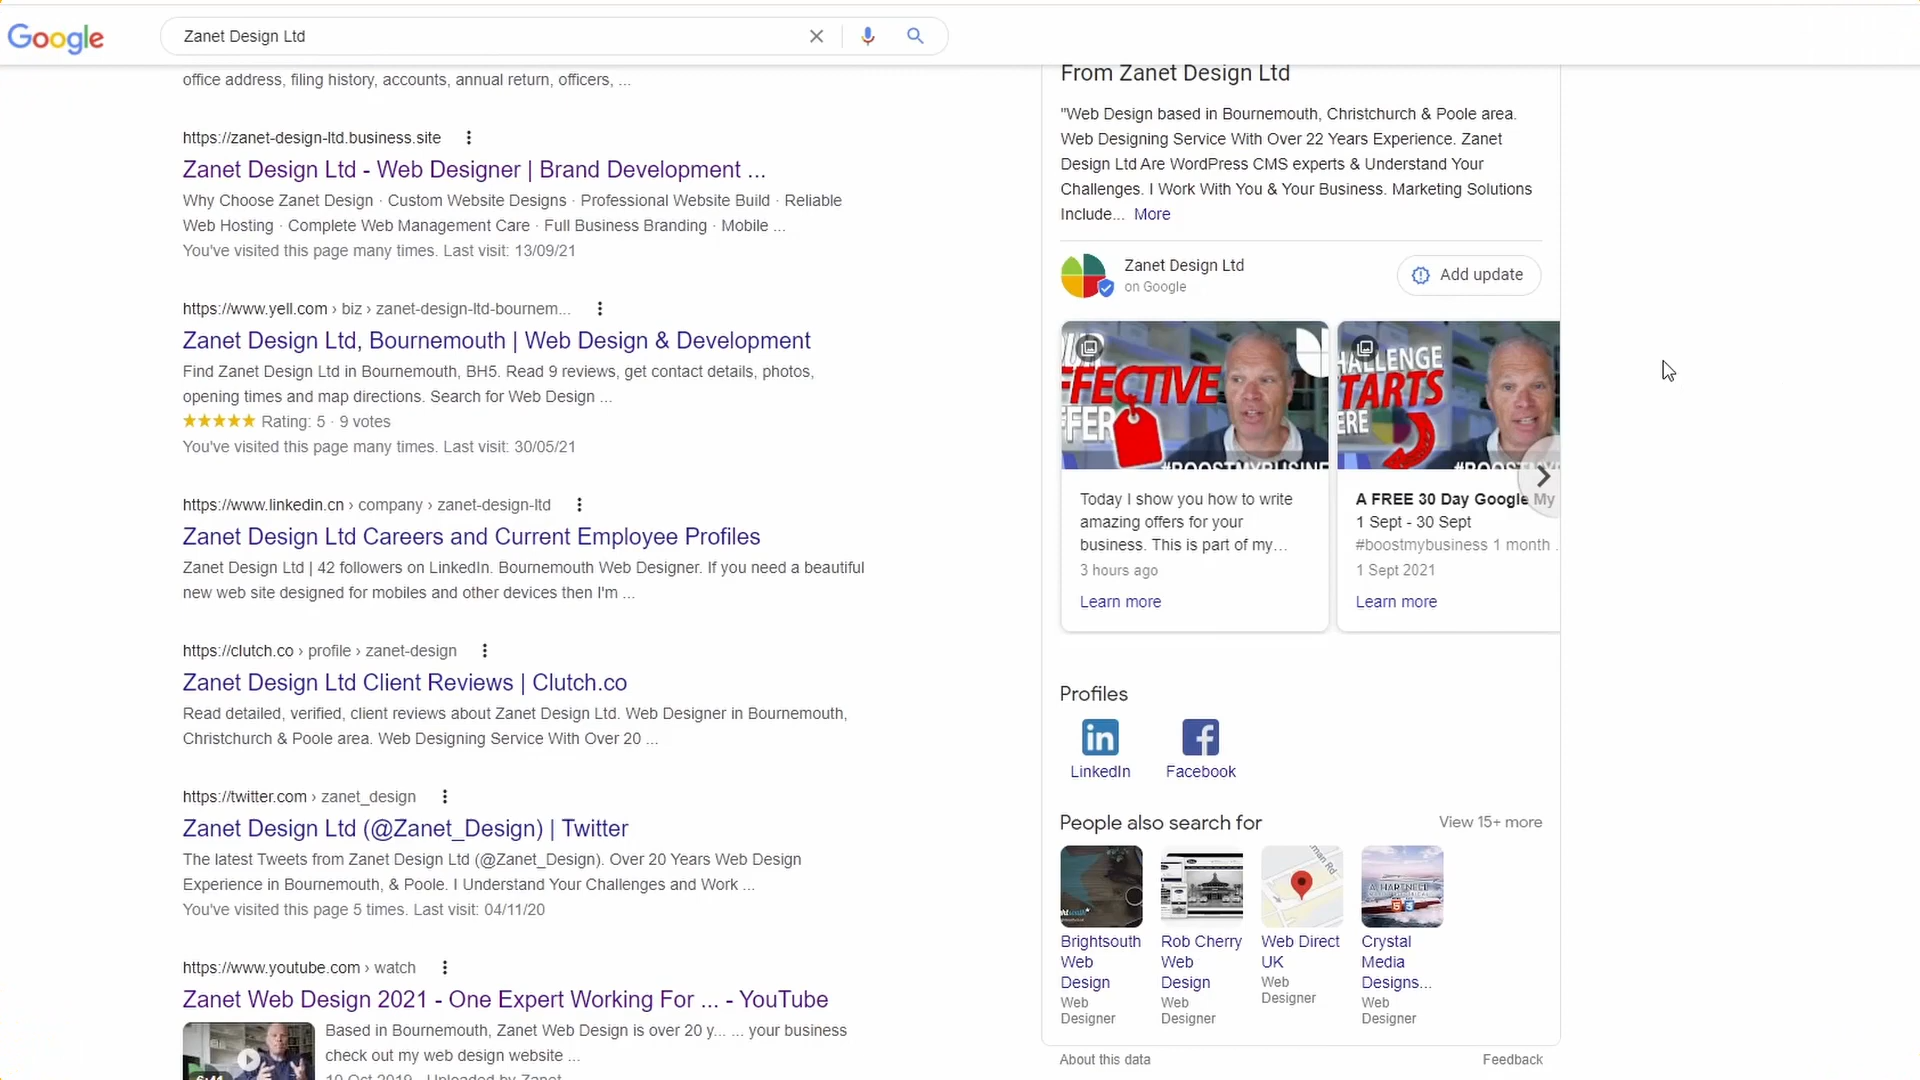 Google
Zanet Design Ltd
office address, filing history, accounts, annual return, officers, ...
https://zanet-design-ltd.business.site
Zanet Design Ltd - Web Designer | Brand Development ...
Why Choose Zanet Design · Custom Website Designs · Professional Website Build · Reliable
Web Hosting · Complete Web Management Care · Full Business Branding · Mobile ...
You've visited this page many times. Last visit: 13/09/21
https://www.yell.com › biz › zanet-design-ltd-bournem...
Zanet Design Ltd, Bournemouth | Web Design & Development
Find Zanet Design Ltd in Bournemouth, BH5. Read 9 reviews, get contact details, photos,
opening times and map directions. Search for Web Design ...
Rating: 5 · 9 votes
You've visited this page many times. Last visit: 30/05/21
https://www.linkedin.cn › company › zanet-design-ltd
Zanet Design Ltd Careers and Current Employee Profiles
Zanet Design Ltd | 42 followers on LinkedIn. Bournemouth Web Designer. If you need a beautiful
new web site designed for mobiles and other devices then I'm ...
https://clutch.co › profile › zanet-design
Zanet Design Ltd Client Reviews | Clutch.co
Read detailed, verified, client reviews about Zanet Design Ltd. Web Designer in Bournemouth,
Christchurch & Poole area. Web Designing Service With Over 20 ...
https://twitter.com › zanet_design
Zanet Design Ltd (@Zanet_Design) | Twitter
The latest Tweets from Zanet Design Ltd (@Zanet_Design). Over 20 Years Web Design
Experience in Bournemouth, & Poole. I Understand Your Challenges and Work ...
You've visited this page 5 times. Last visit: 04/11/20
https://www.youtube.com › watch
Zanet Web Design 2021 - One Expert Working For ... - YouTube
Based in Bournemouth, Zanet Web Design is over 20 y... ... your business
check out my web design website ...
10 Oct 2019 · Uploaded by Zanet
From Zanet Design Ltd
"Web Design based in Bournemouth, Christchurch & Poole area.
Web Designing Service With Over 22 Years Experience. Zanet
Design Ltd Are WordPress CMS experts & Understand Your
Challenges. I Work With You & Your Business. Marketing Solutions
Include... More
Zanet Design Ltd
on Google
Add update
FFECTIVE
FFER
#BOOSTMYBUSINE
Today I show you how to write
amazing offers for your
business. This is part of my...
3 hours ago
Learn more
HALLENGE
TARTS
ERE
A FREE 30 Day Google My
1 Sept - 30 Sept
#boostmybusiness 1 month .
1 Sept 2021
Learn more
Profiles
in
LinkedIn
f
Facebook
People also search for
View 15+ more
Brightsouth
Web
Design
Web
Designer
Rob Cherry
Web
Design
Web
Designer
Web Direct
UK
Web
Designer
Crystal
Media
Designs...
Web
Designer
About this data
Feedback